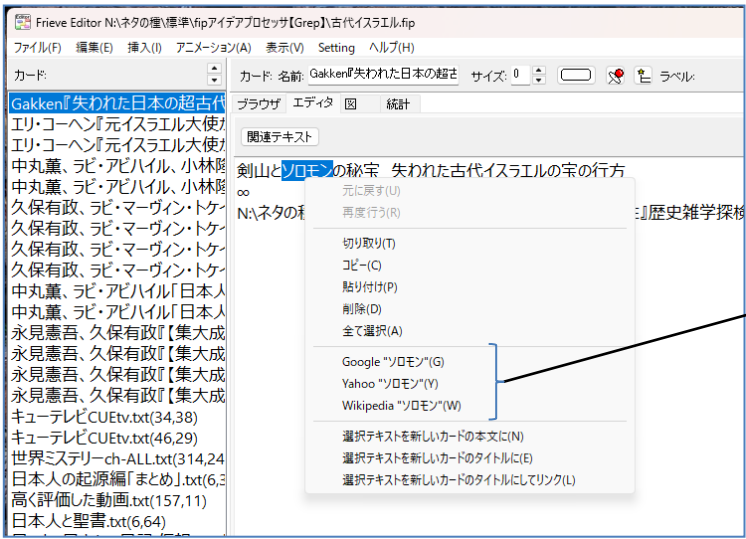 Frieve Editor N:\ネタの種\標準\fipアイデアプロセッサ【Grep】\古代イスラエル.fip
ファイル(F) 編集(E) 挿入(I) アニメーション(A) 表示(V) Setting ヘルプ(H)
カード:
カード: 名前: Gakken『失われた日本の超古 サイズ: 0 ラベル:
ブラウザ エディタ 図 統計
関連テキスト
Gakken『失われた日本の超古代
エリ・コーヘン『元イスラエル大使が
エリ・コーヘン『元イスラエル大使が
中丸薫、ラビ・アビハイル、小林隆
中丸薫、ラビ・アビハイル、小林隆
久保有政、ラビ・マーヴィン・トケイ
久保有政、ラビ・マーヴィン・トケイ
久保有政、ラビ・マーヴィン・トケイ
久保有政、ラビ・マーヴィン・トケイ
中丸薫、ラビ・アビハイル「日本人
中丸薫、ラビ・アビハイル「日本人
永見憲吾、久保有政『【集大成
永見憲吾、久保有政『【集大成
永見憲吾、久保有政『【集大成
永見憲吾、久保有政『【集大成
キューテレビCUEtv.txt(34,38)
キューテレビCUEtv.txt(46,29)
世界ミステリーch-ALL.txt(314,24
日本人の起源編「まとめ」.txt(6,3
高く評価した動画.txt(157,11)
日本人と聖書.txt(6,64)
剣山とソロモンの秘宝 失われた古代イスラエルの宝の行方
∞
N:\ネタの種 』歴史雑学探検
元に戻す(U)
再度行う(R)
切り取り(T)
コピー(C)
貼り付け(P)
削除(D)
全て選択(A)
Google "ソロモン"(G)
Yahoo "ソロモン"(Y)
Wikipedia "ソロモン"(W)
選択テキストを新しいカードの本文に(N)
選択テキストを新しいカードのタイトルに(E)
選択テキストを新しいカードのタイトルにしてリンク(L)